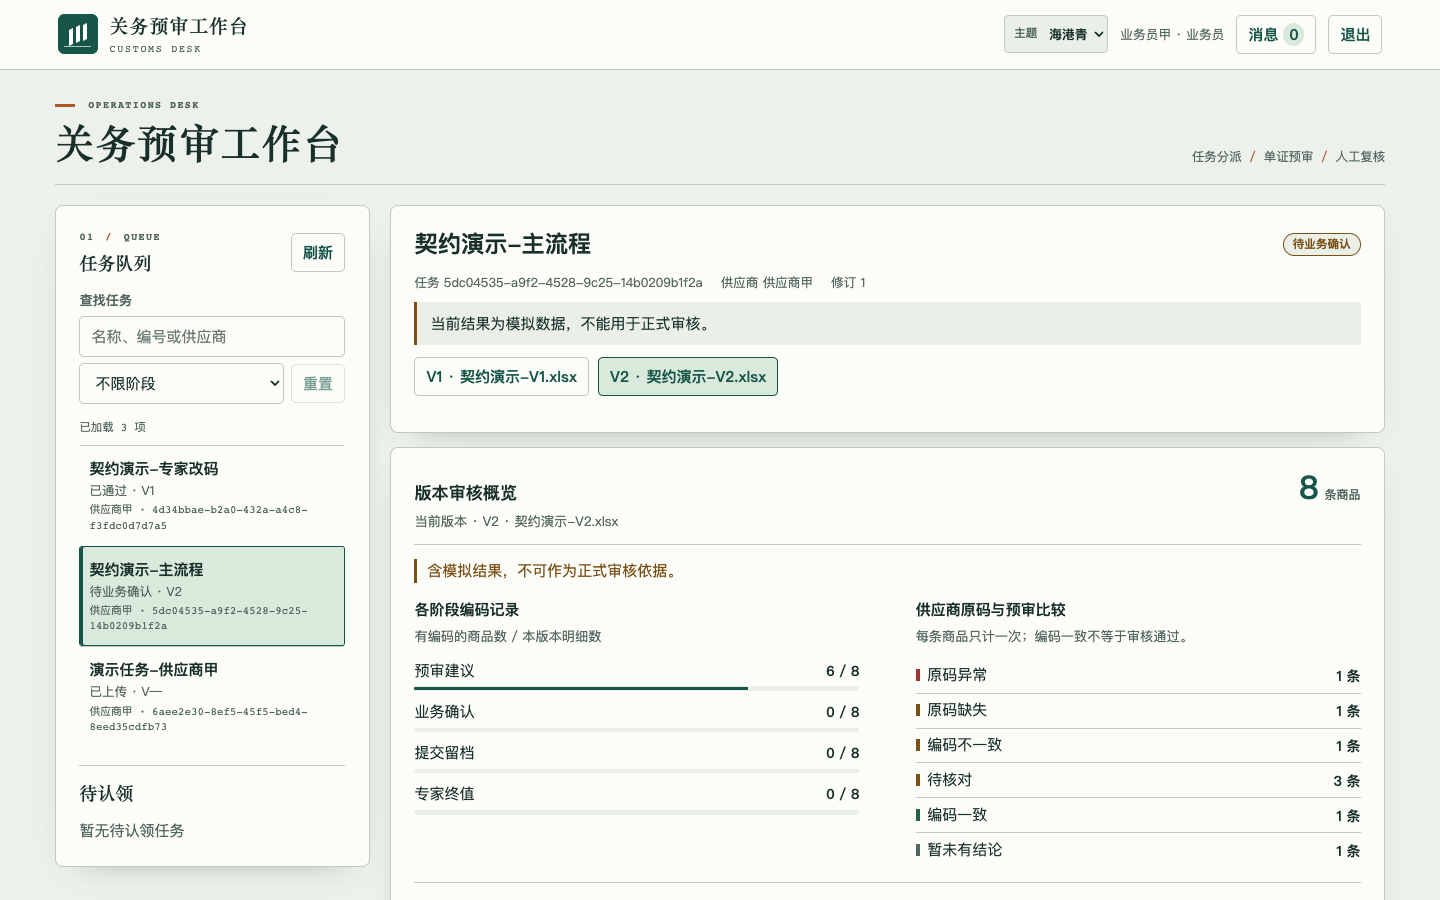 关务预审工作台
CUSTOMS DESK
主题 海港青
业务员甲 · 业务员
消息 0
退出
OPERATIONS DESK
关务预审工作台
任务分派 / 单证预审 / 人工复核
01 / QUEUE
任务队列
刷新
查找任务
名称、编号或供应商
不限阶段
重置
已加载 3 项
契约演示–专家改码
已通过 · V1
供应商甲 · 4d34bbae-b2a0-432a-a4c8-
f3fdc0d7d7a5
契约演示–主流程
待业务确认 · V2
供应商甲 · 5dc04535-a9f2-4528-9c25-
14b0209b1f2a
演示任务–供应商甲
已上传 · V—
供应商甲 · 6aee2e30-8ef5-45f5-bed4-
8eed35cdfb73
待认领
暂无待认领任务
契约演示–主流程
待业务确认
任务 5dc04535-a9f2-4528-9c25-14b0209b1f2a 供应商 供应商甲 修订 1
当前结果为模拟数据，不能用于正式审核。
V1 · 契约演示–V1.xlsx
V2 · 契约演示–V2.xlsx
版本审核概览
8 条商品
当前版本 · V2 · 契约演示–V2.xlsx
含模拟结果，不可作为正式审核依据。
各阶段编码记录
有编码的商品数 / 本版本明细数
预审建议 6 / 8
业务确认 0 / 8
提交留档 0 / 8
专家终值 0 / 8
供应商原码与预审比较
每条商品只计一次；编码一致不等于审核通过。
原码异常 1 条
原码缺失 1 条
编码不一致 1 条
待核对 3 条
编码一致 1 条
暂未有结论 1 条